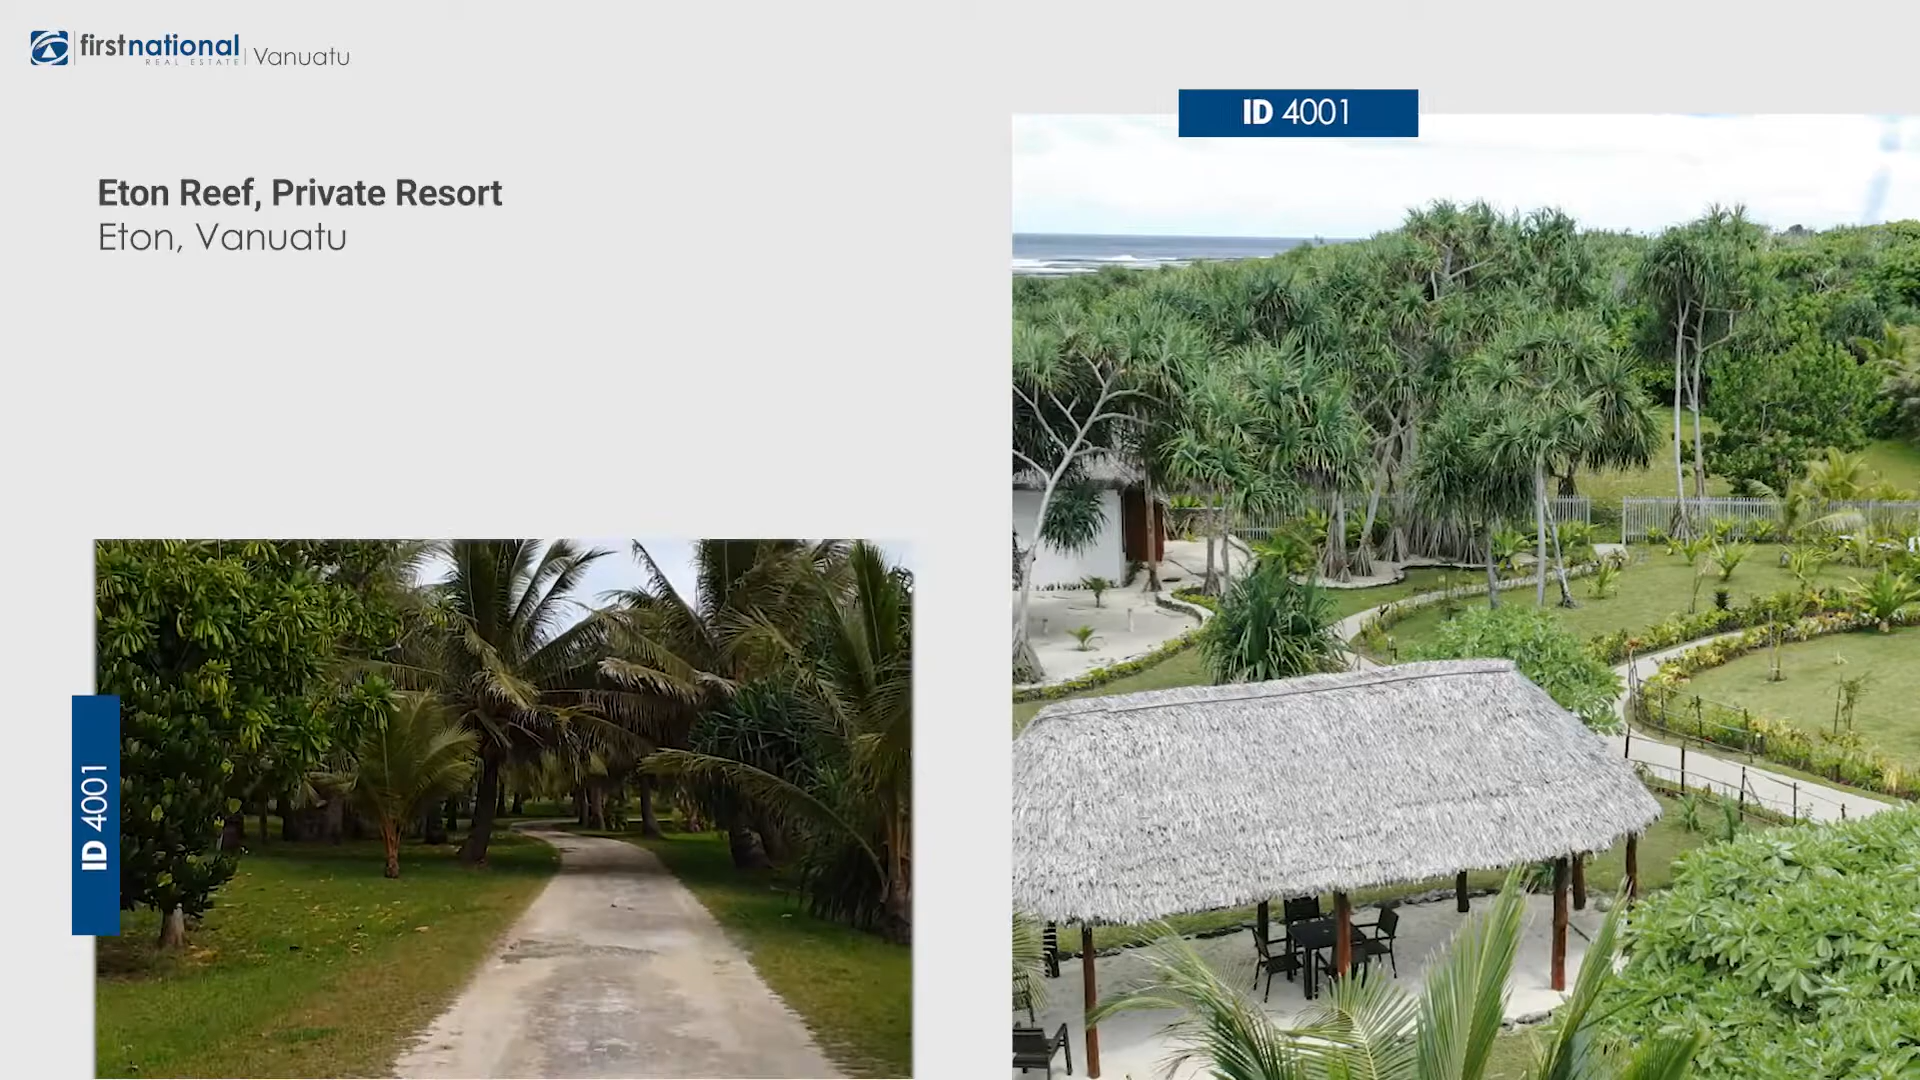 firstnational
REAL ESTATE
Vanuatu
ID 4001
Eton Reef, Private Resort
Eton, Vanuatu
ID 4001